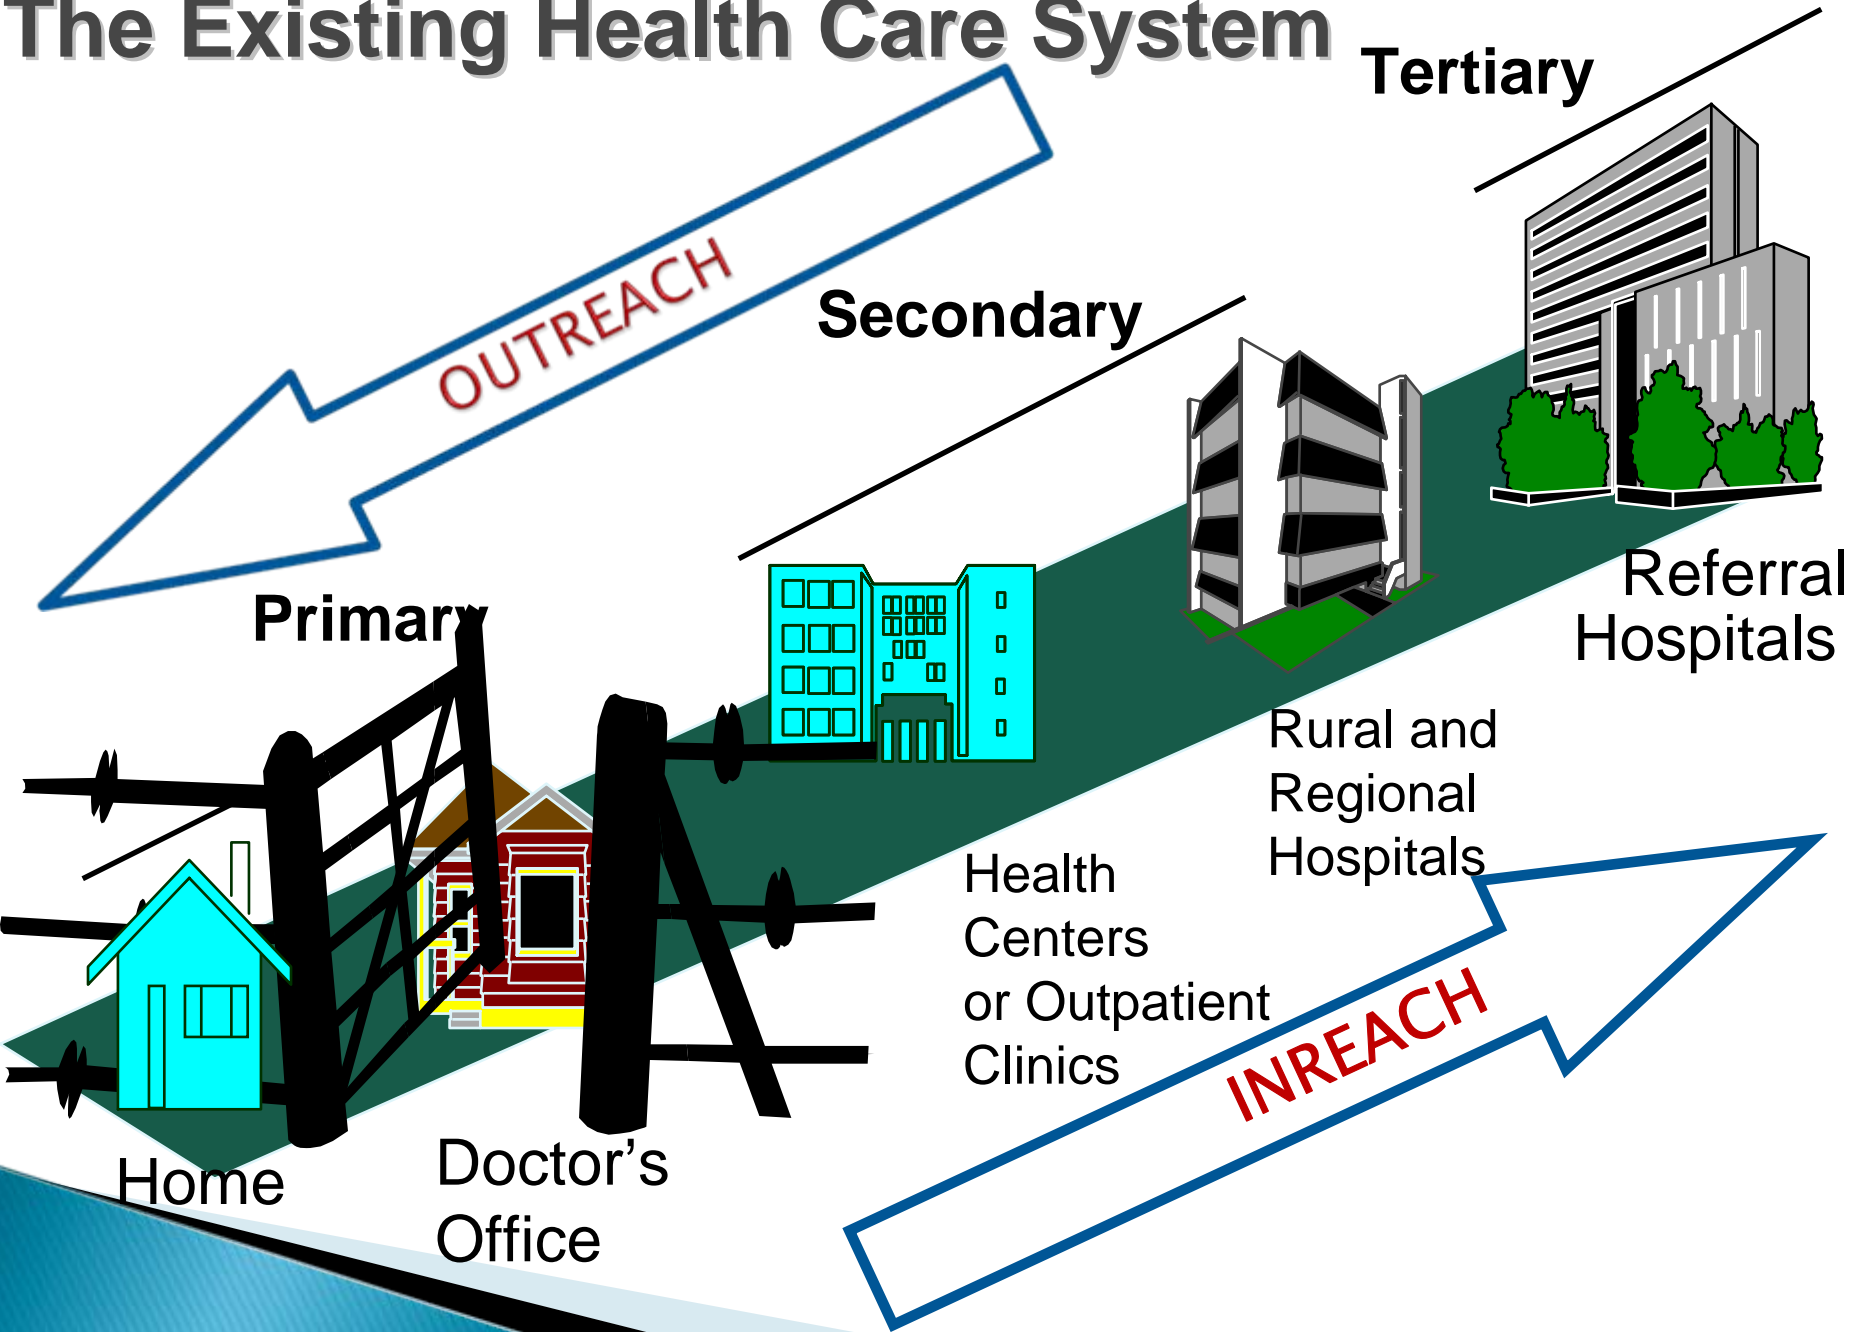 The Existing Health Care System
Tertiary
OUTREACH
Secondary
Primary
Referral
Hospitals
Rural and
Regional
Hospitals
Health
Centers
or Outpatient
Clinics
INREACH
Home
Doctor’s
Office